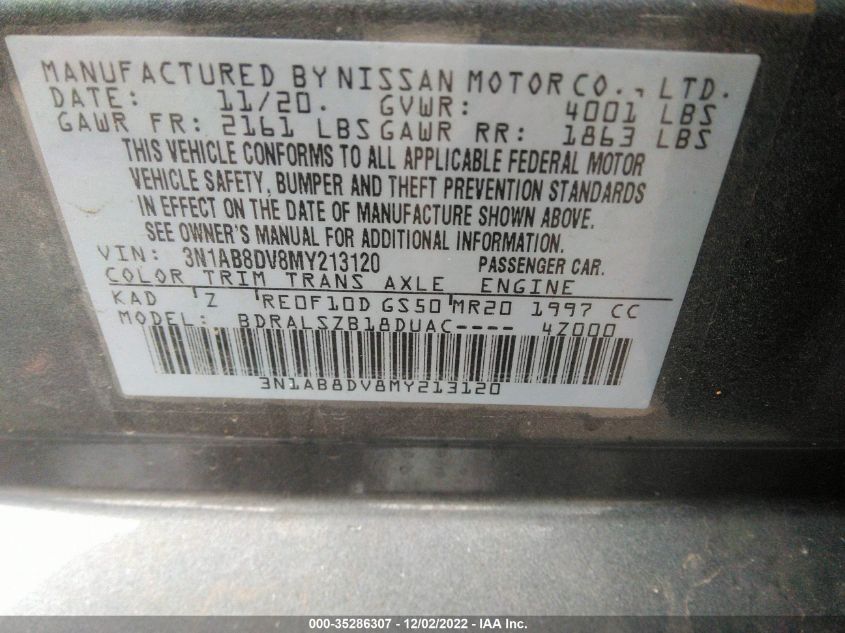 MANUFACTURED BY NISSAN MOTOR CO., LTD.
DATE: 11/20. GVWR: 4001 LBS
GAWR FR: 2161 LBS GAWR RR: 1863 LBS
THIS VEHICLE CONFORMS TO ALL APPLICABLE FEDERAL MOTOR
VEHICLE SAFETY, BUMPER AND THEFT PREVENTION STANDARDS
IN EFFECT ON THE DATE OF MANUFACTURE SHOWN ABOVE.
SEE OWNER'S MANUAL FOR ADDITIONAL INFORMATION.
VIN: 3N1AB8DV8MY213120 PASSENGER CAR.
COLOR TRIM TRANS AXLE ENGINE
KAD Z RE0F10D GS50 MR20 1997 CC
MODEL: BDRALSZB18DUAC---- 4Z000
3N1AB8DV8MY213120
000-35286307 - 12/02/2022 - IAA Inc.